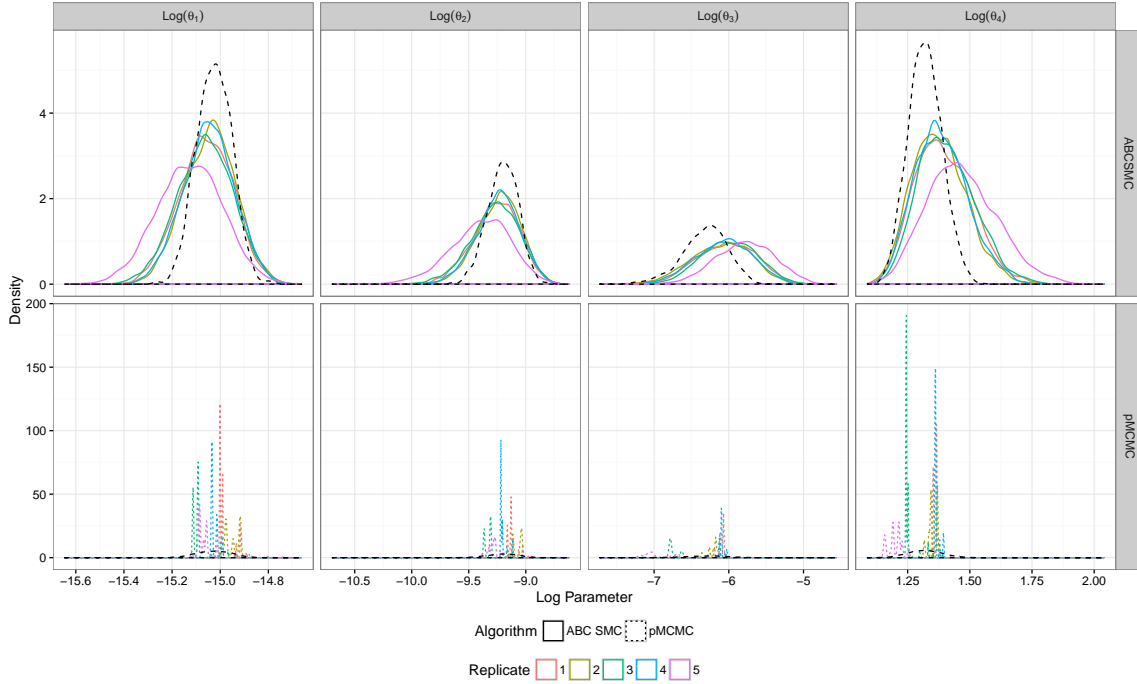 Log(θ1) Log(θ2) Log(θ3) Log(θ4)
Density
4
2
0
ABCSMC
200
150
100
50
0
pMCMC
−15.6 −15.4 −15.2 −15.0 −14.8 −10.5 −10.0 −9.5 −9.0 −7 −6 −5 1.25 1.50 1.75 2.00
Log Parameter
Algorithm ABC SMC pMCMC
Replicate 1 2 3 4 5